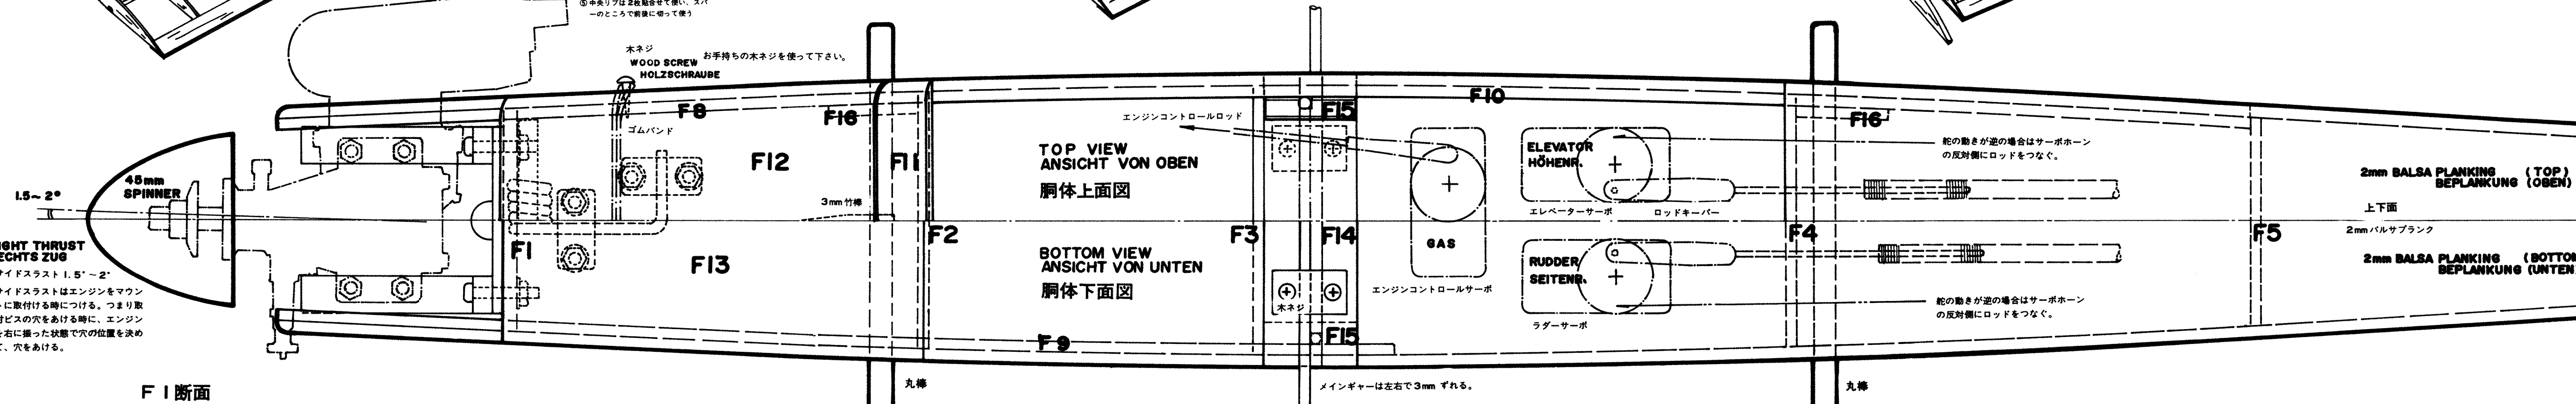 ⑤中央リブは2枚貼合せて使い、スパ
ーのところで前後に切って使う
木ネジ
お手持ちの木ネジを使って下さい。
WOOD SCREW
HOLZSCHRAUBE
F8
F16
ゴムバンド
F12
F11
3mm竹棒
45mm
SPINNER
1.5~2°
IGHT THRUST
ECHTS ZUG
サイドスラスト1.5°~2°
サイドスラストはエンジンをマウン
トに取付ける時につける。つまり取
付ビスの穴をあける時に、エンジン
を右に振った状態で穴の位置を決め
て、穴をあける。
F1断面
F1
F13
F2
TOP VIEW
ANSICHT VON OBEN
胴体上面図
BOTTOM VIEW
ANSICHT VON UNTEN
胴体下面図
F9
丸棒
エンジンコントロールロッド
F3
F15
F14
木ネジ
F15
メインギャーは左右で3mm ずれる。
F10
GAS
エンジンコントロールサーボ
ELEVATOR
HÖHENR.
エレベーターサーボ
ロッドキーパー
RUDDER
SEITENR.
ラダーサーボ
F16
F4
丸棒
舵の動きが逆の場合はサーボホーン
の反対側にロッドをつなぐ。
舵の動きが逆の場合はサーボホーン
の反対側にロッドをつなぐ。
F5
2mm BALSA PLANKING (TOP)
BEPLANKUNG (OBEN)
上下面
2mmバルサプランク
2mm BALSA PLANKING (BOTTOM
BEPLANKUNG (UNTEN